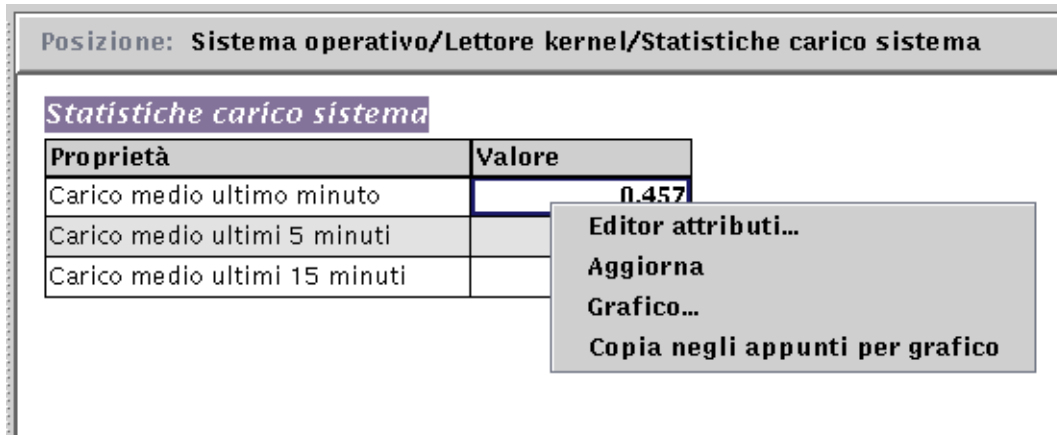 Posizione: Sistema operativo/Lettore kernel/Statistiche carico sistema
Statistiche carico sistema
Proprietà Valore
Carico medio ultimo minuto 0.457
Carico medio ultimi 5 minuti
Carico medio ultimi 15 minuti
Editor attributi...
Aggiorna
Grafico...
Copia negli appunti per grafico